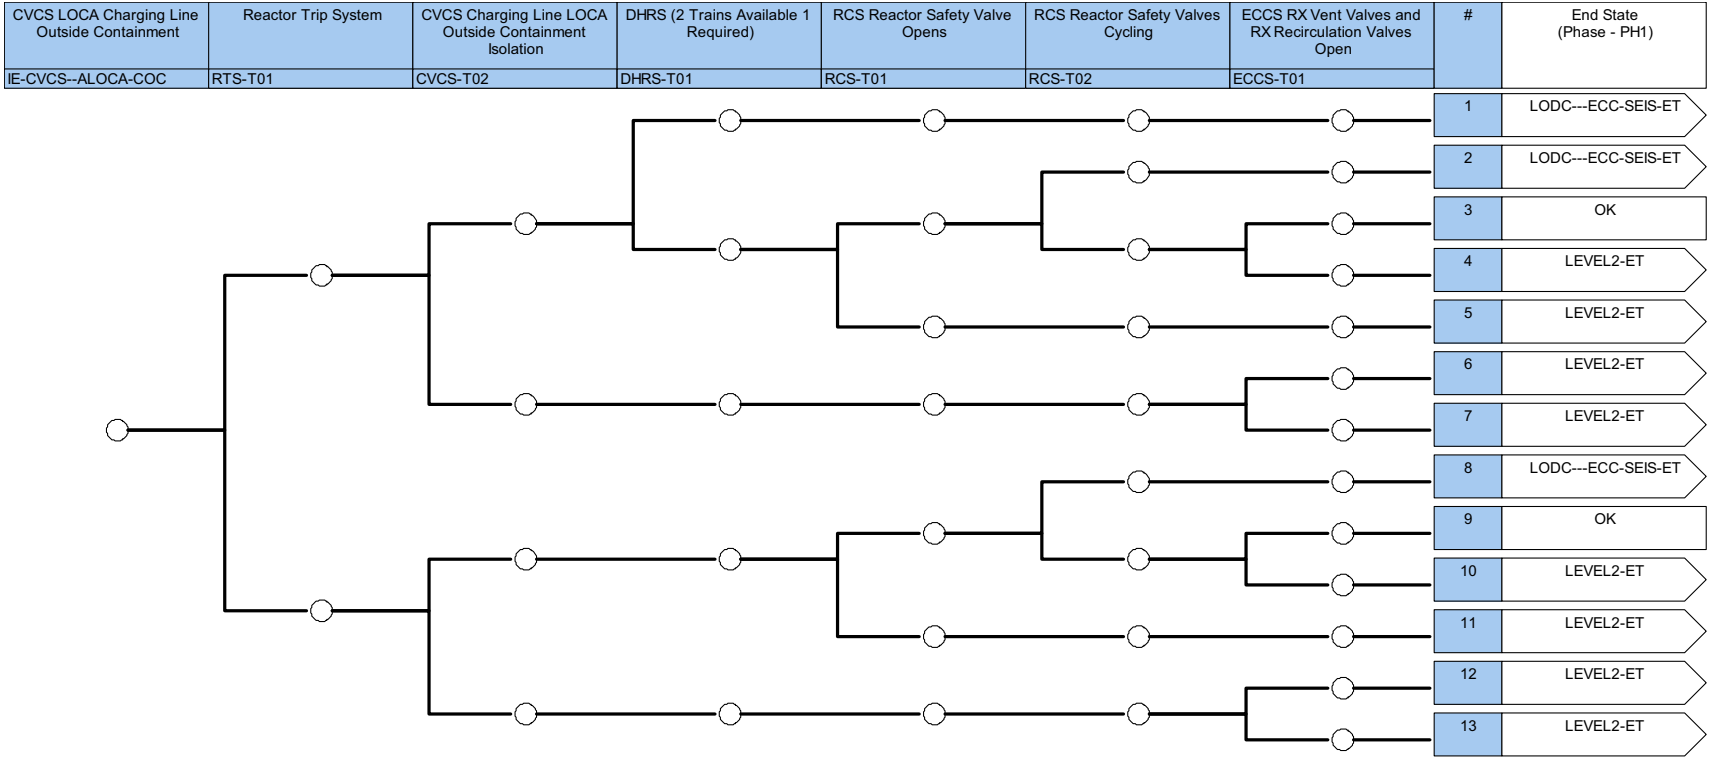 CVCS LOCA Charging Line
Outside Containment
Reactor Trip System
CVCS Charging Line LOCA
Outside Containment
Isolation
DHRS (2 Trains Available 1
Required)
RCS Reactor Safety Valve
Opens
RCS Reactor Safety Valves
Cycling
ECCS RX Vent Valves and
RX Recirculation Valves
Open
#
End State
(Phase - PH1)
IE-CVCS--ALOCA-COC
RTS-T01
CVCS-T02
DHRS-T01
RCS-T01
RCS-T02
ECCS-T01
1 LODC---ECC-SEIS-ET
2 LODC---ECC-SEIS-ET
3 OK
4 LEVEL2-ET
5 LEVEL2-ET
6 LEVEL2-ET
7 LEVEL2-ET
8 LODC---ECC-SEIS-ET
9 OK
10 LEVEL2-ET
11 LEVEL2-ET
12 LEVEL2-ET
13 LEVEL2-ET